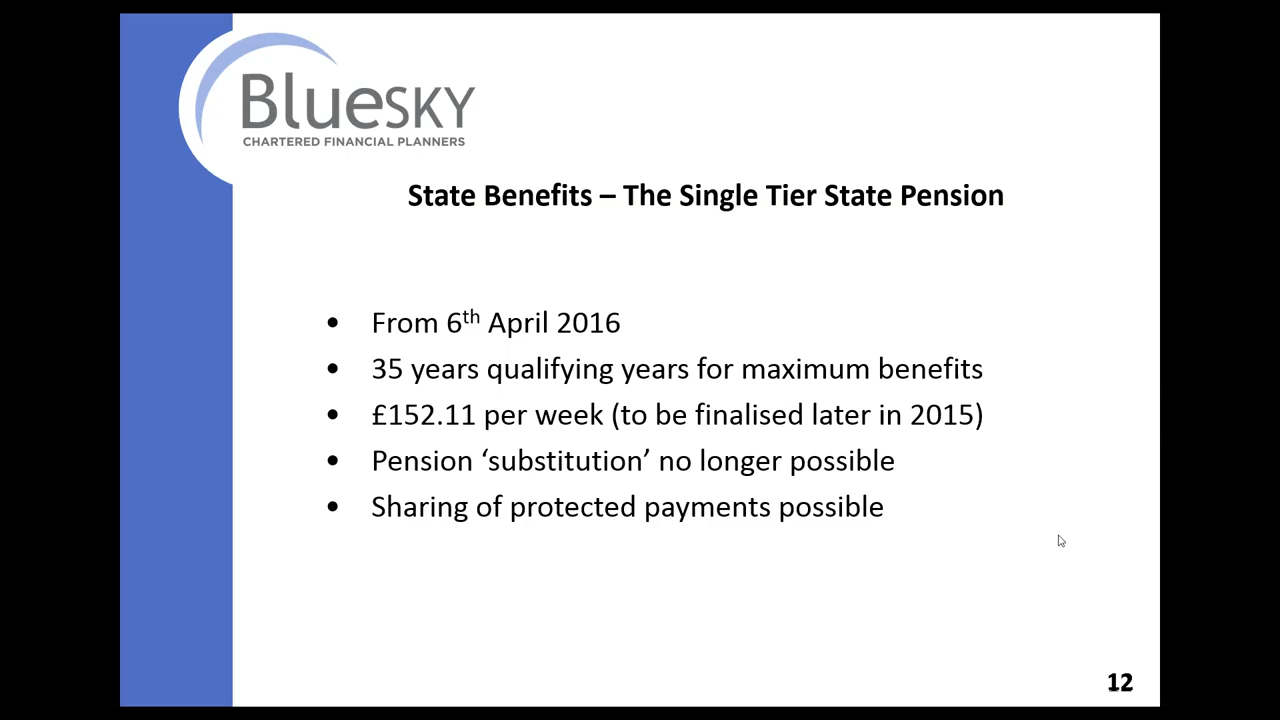 BlueSKY
CHARTERED FINANCIAL PLANNERS
State Benefits – The Single Tier State Pension
• From 6th April 2016
• 35 years qualifying years for maximum benefits
• £152.11 per week (to be finalised later in 2015)
• Pension ‘substitution’ no longer possible
• Sharing of protected payments possible
12